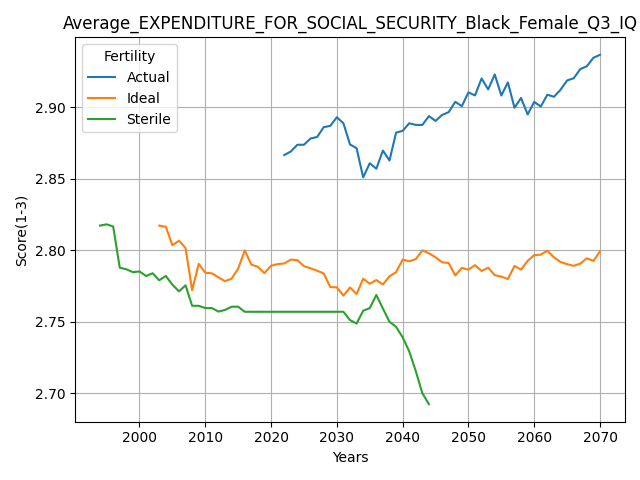 Average_EXPENDITURE_FOR_SOCIAL_SECURITY_Black_Female_Q3_IQ
Fertility
Actual
Ideal
Sterile
2.90
2.85
2.80
2.75
2.70
Score(1-3)
2000 2010 2020 2030 2040 2050 2060 2070
Years